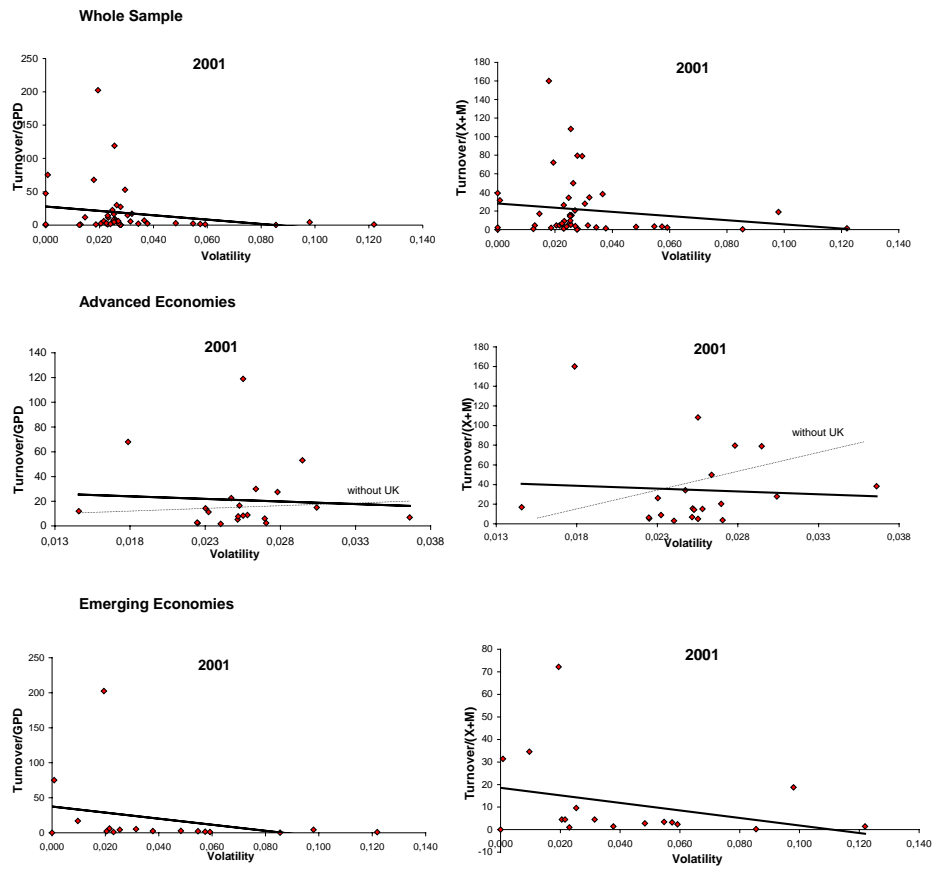 Whole Sample
2001
Turnover/GPD
250
200
150
100
50
0
0,000 0,020 0,040 0,060 0,080 0,100 0,120 0,140
Volatility
2001
Turnover/(X+M)
180
160
140
120
100
80
60
40
20
0
0,000 0,020 0,040 0,060 0,080 0,100 0,120 0,140
Volatility
Advanced Economies
2001
Turnover/GPD
140
120
100
80
60
40
20
0
without UK
0,013 0,018 0,023 0,028 0,033 0,038
Volatility
2001
Turnover/(X+M)
180
160
140
120
100
80
60
40
20
0
without UK
0,013 0,018 0,023 0,028 0,033 0,038
Volatility
Emerging Economies
2001
Turnover/GPD
250
200
150
100
50
0
0,000 0,020 0,040 0,060 0,080 0,100 0,120 0,140
Volatility
2001
Turnover/(X+M)
80
70
60
50
40
30
20
10
0
-10
0,000 0,020 0,040 0,060 0,080 0,100 0,120 0,140
Volatility